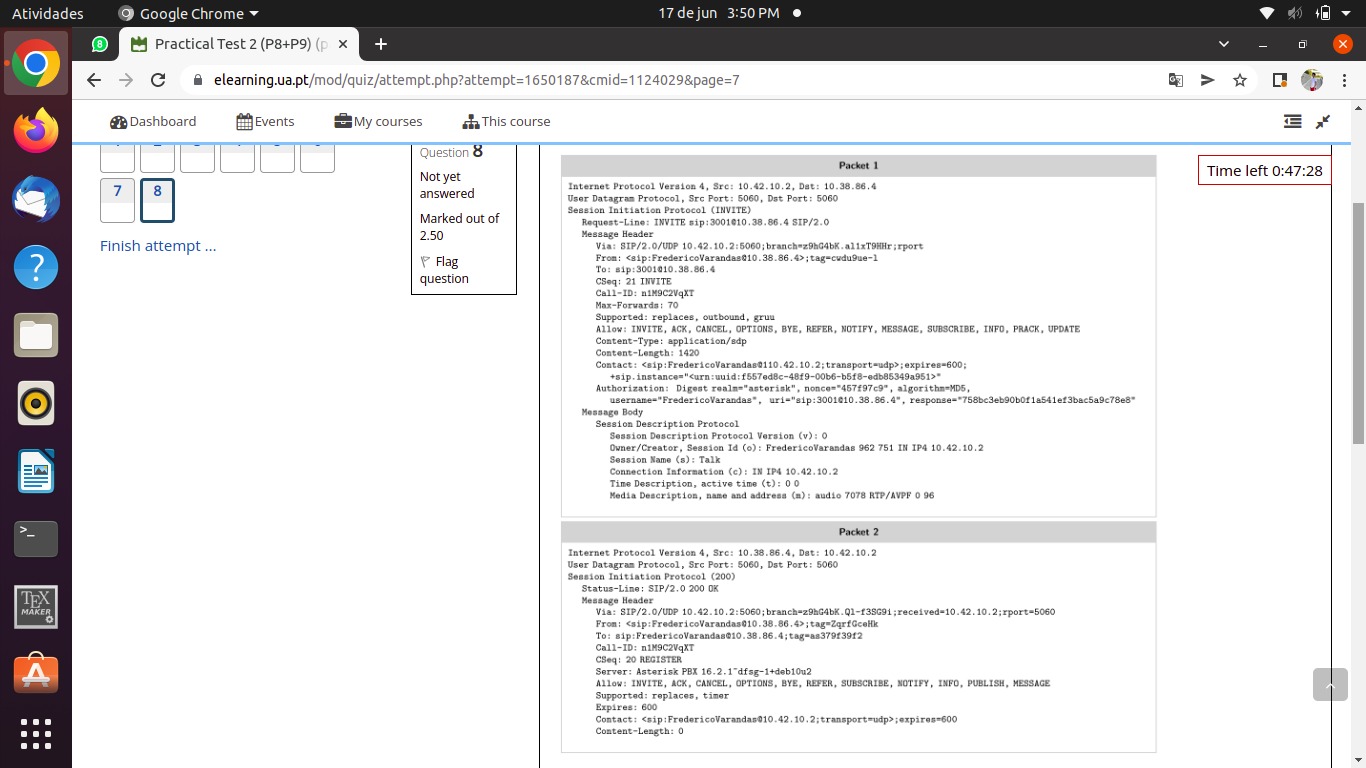 Atividades
Google Chrome
17 de jun 3:50 PM
8
Practical Test 2 (P8+P9) (p
elearning.ua.pt/mod/quiz/attempt.php?attempt=1650187&cmid=1124029&page=7
Dashboard
Events
My courses
This course
7
8
Finish attempt ...
Question 8
Not yet
answered
Marked out of
2.50
Flag
question
Time left 0:47:28
Packet 1
Internet Protocol Version 4, Src: 10.42.10.2, Dst: 10.38.86.4
User Datagram Protocol, Src Port: 5060, Dst Port: 5060
Session Initiation Protocol (INVITE)
Request-Line: INVITE sip:3001@10.38.86.4 SIP/2.0
Message Header
Via: SIP/2.0/UDP 10.42.10.2:5060;branch=z9hG4bK.al1xT9HHr;rport
From: <sip:FredericoVarandas@10.38.86.4>;tag=cwdu9ue-l
To: sip:3001@10.38.86.4
CSeq: 21 INVITE
Call-ID: n1M9C2VqXT
Max-Forwards: 70
Supported: replaces, outbound, gruu
Allow: INVITE, ACK, CANCEL, OPTIONS, BYE, REFER, NOTIFY, MESSAGE, SUBSCRIBE, INFO, PRACK, UPDATE
Content-Type: application/sdp
Content-Length: 1420
Contact: <sip:FredericoVarandas@110.42.10.2;transport=udp>;expires=600;
+sip.instance="<urn:uuid:f557ed8c-48f9-00b6-b5f8-edb85349a951>"
Authorization: Digest realm="asterisk", nonce="457f97c9", algorithm=MD5,
username="FredericoVarandas", uri="sip:3001@10.38.86.4", response="758bc3eb90b0f1a541ef3bac5a9c78e8"
Message Body
Session Description Protocol
Session Description Protocol Version (v): 0
Owner/Creator, Session Id (o): FredericoVarandas 962 751 IN IP4 10.42.10.2
Session Name (s): Talk
Connection Information (c): IN IP4 10.42.10.2
Time Description, active time (t): 0 0
Media Description, name and address (m): audio 7078 RTP/AVPF 0 96
Packet 2
Internet Protocol Version 4, Src: 10.38.86.4, Dst: 10.42.10.2
User Datagram Protocol, Src Port: 5060, Dst Port: 5060
Session Initiation Protocol (200)
Status-Line: SIP/2.0 200 OK
Message Header
Via: SIP/2.0/UDP 10.42.10.2:5060;branch=z9hG4bK.Ql-f3SG9i;received=10.42.10.2;rport=5060
From: <sip:FredericoVarandas@10.38.86.4>;tag=ZqrfGceHk
To: sip:FredericoVarandas@10.38.86.4;tag=as379f39f2
Call-ID: n1M9C2VqXT
CSeq: 20 REGISTER
Server: Asterisk PBX 16.2.1~dfsg-1+deb10u2
Allow: INVITE, ACK, CANCEL, OPTIONS, BYE, REFER, SUBSCRIBE, NOTIFY, INFO, PUBLISH, MESSAGE
Supported: replaces, timer
Expires: 600
Contact: <sip:FredericoVarandas@10.42.10.2;transport=udp>;expires=600
Content-Length: 0
>_
TEX
MAKER